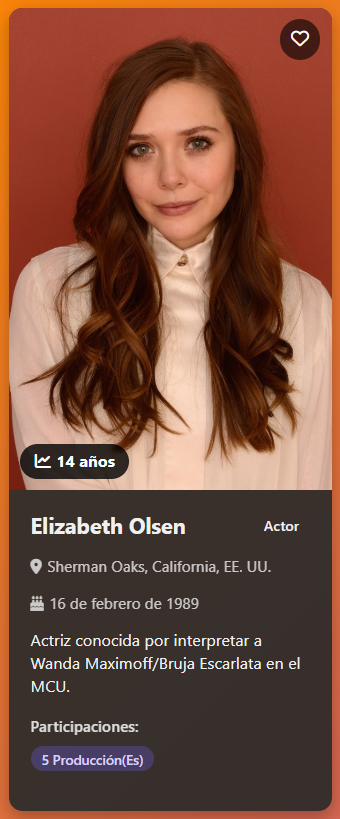 14 años
Elizabeth Olsen
Actor
Sherman Oaks, California, EE. UU.
16 de febrero de 1989
Actriz conocida por interpretar a
Wanda Maximoff/Bruja Escarlata en el
MCU.
Participaciones:
5 Producción(Es)